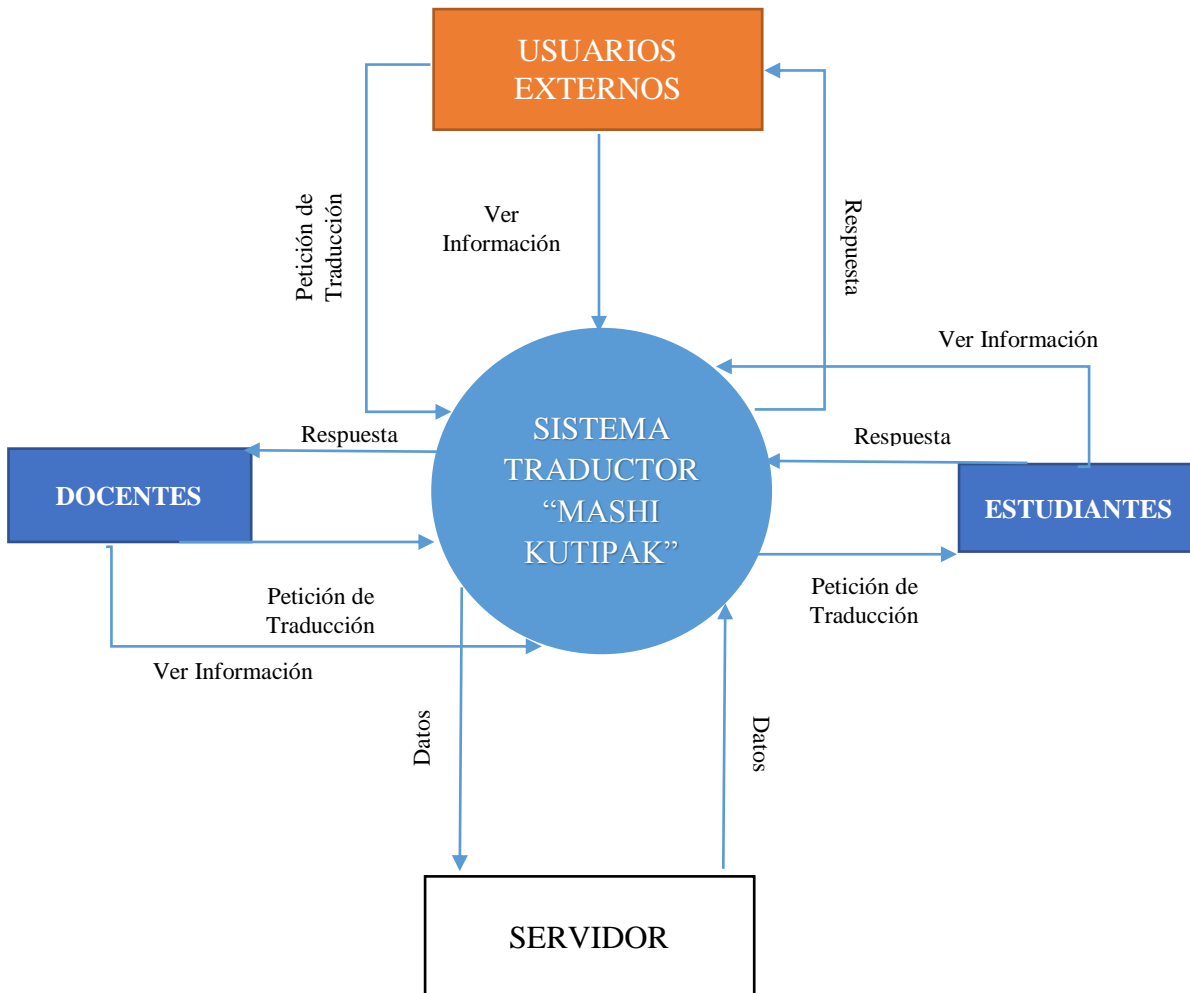 USUARIOS
EXTERNOS
Petición de
Traducción
Ver
Información
Respuesta
Ver Información
Respuesta
Respuesta
SISTEMA
TRADUCTOR
“MASHI
KUTIPAK”
DOCENTES
ESTUDIANTES
Petición de
Traducción
Petición de
Traducción
Ver Información
Datos
Datos
SERVIDOR